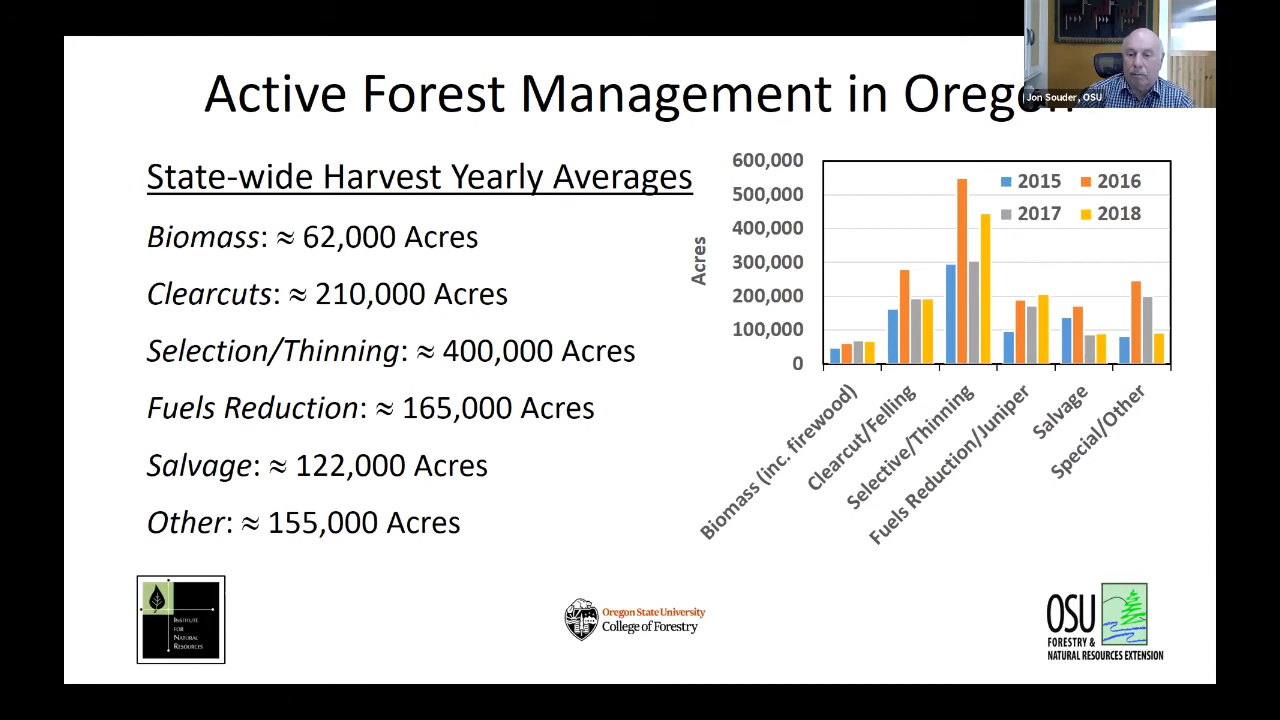 Active Forest Management in Oregon
Jon Souder, OSU
State-wide Harvest Yearly Averages
Biomass: ≈ 62,000 Acres
Clearcuts: ≈ 210,000 Acres
Selection/Thinning: ≈ 400,000 Acres
Fuels Reduction: ≈ 165,000 Acres
Salvage: ≈ 122,000 Acres
Other: ≈ 155,000 Acres
Acres
600,000
500,000
400,000
300,000
200,000
100,000
0
2015 2016
2017 2018
Biomass (inc. firewood)
Clearcut/Felling
Selective/Thinning
Fuels Reduction/Juniper
Salvage
Special/Other
INSTITUTE
FOR
NATURAL
RESOURCES
Oregon State University
College of Forestry
OSU
FORESTRY &
NATURAL RESOURCES EXTENSION